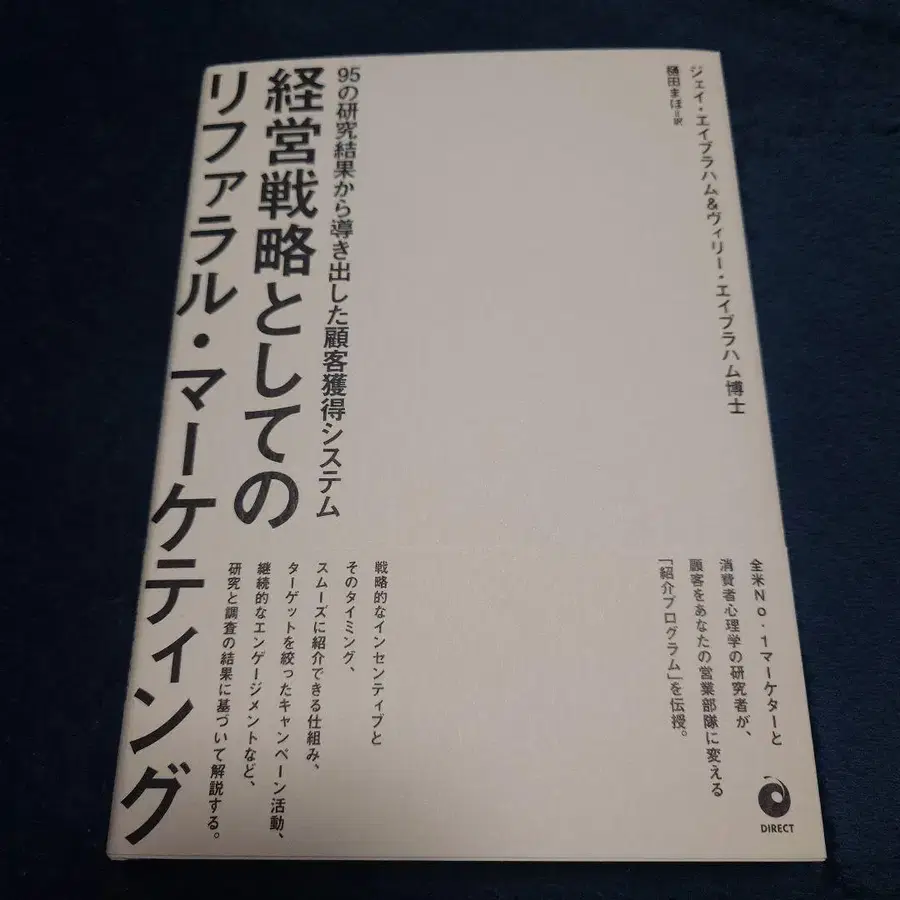 ジェイ・エイブラハム&ヴィリー・エイブラハム博士
樋田まほ=訳
95の研究結果から導き出した顧客獲得システム
経営戦略としての
リファラル・マーケティング
全米No.1マーケターと
消費者心理学の研究者が、
顧客をあなたの営業部隊に変える
「紹介プログラム」を伝授。
戦略的なインセンティブと
そのタイミング、
スムーズに紹介できる仕組み、
ターゲットを絞ったキャンペーン活動、
継続的なエンゲージメントなど、
研究と調査の結果に基づいて解説する。
DIRECT